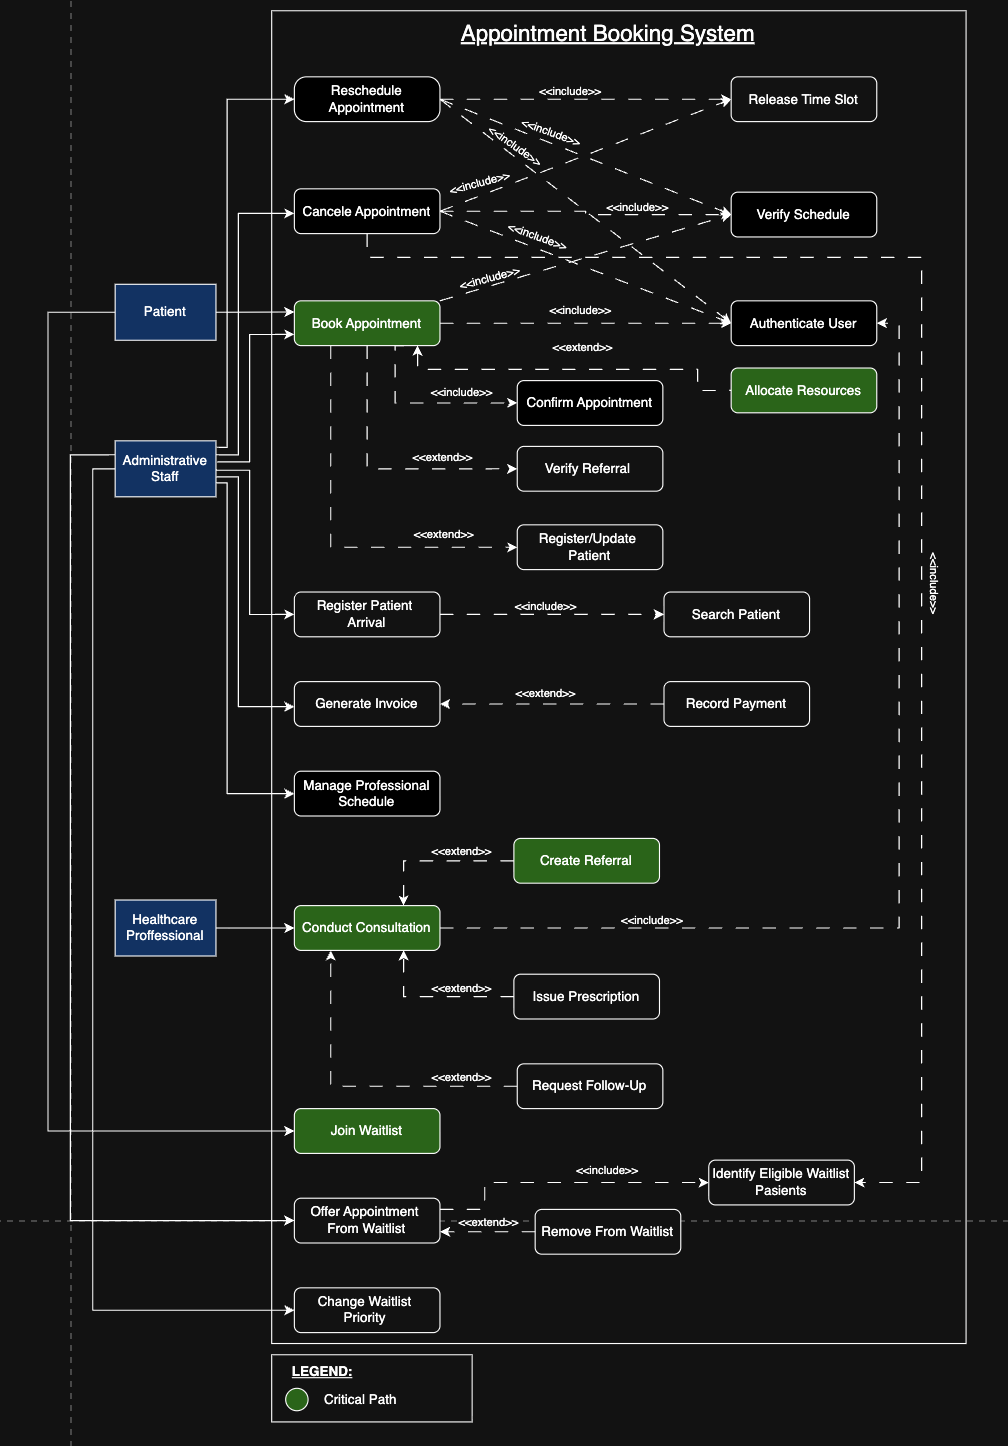 Appointment Booking System
Reschedule
Appointment
<<include>>
Release Time Slot
<<include>>
<<include>>
<<include>>
Cancele Appointment
<<include>>
Verify Schedule
<<include>>
<<include>>
Patient
Book Appointment
<<include>>
Authenticate User
<<extend>>
Allocate Resources
<<include>>
Confirm Appointment
Administrative
Staff
<<extend>>
Verify Referral
<<extend>>
Register/Update
Patient
<<include>>
Register Patient
Arrival
<<include>>
Search Patient
Generate Invoice
<<extend>>
Record Payment
Manage Professional
Schedule
<<extend>>
Create Referral
Healthcare
Proffessional
Conduct Consultation
<<include>>
<<extend>>
Issue Prescription
<<extend>>
Request Follow-Up
Join Waitlist
<<include>>
Identify Eligible Waitlist
Pasients
Offer Appointment
From Waitlist
<<extend>>
Remove From Waitlist
Change Waitlist
Priority
LEGEND:
Critical Path